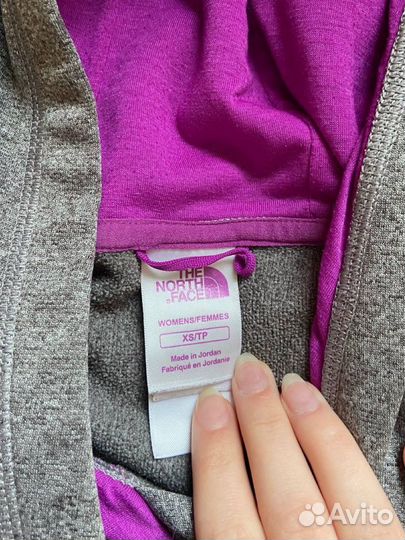 THE
NORTH
FACE
WOMENS/FEMMES
XS/TP
Made in Jordan
Fabriqué en Jordanie
Avito